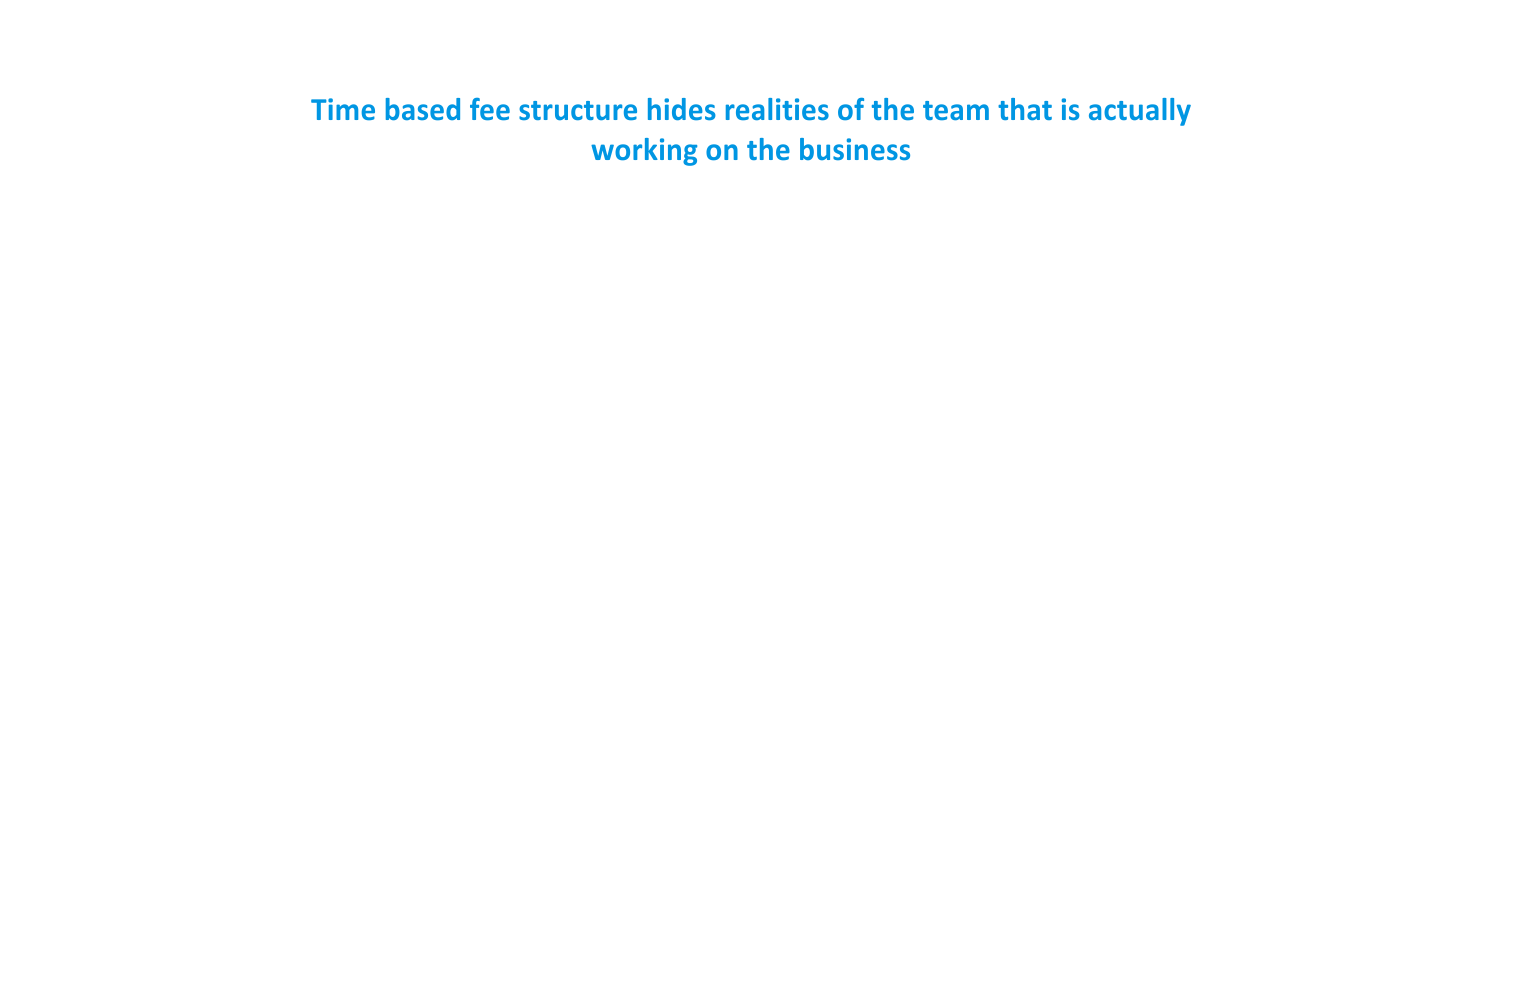 Time based fee structure hides realities of the team that is actually
working on the business